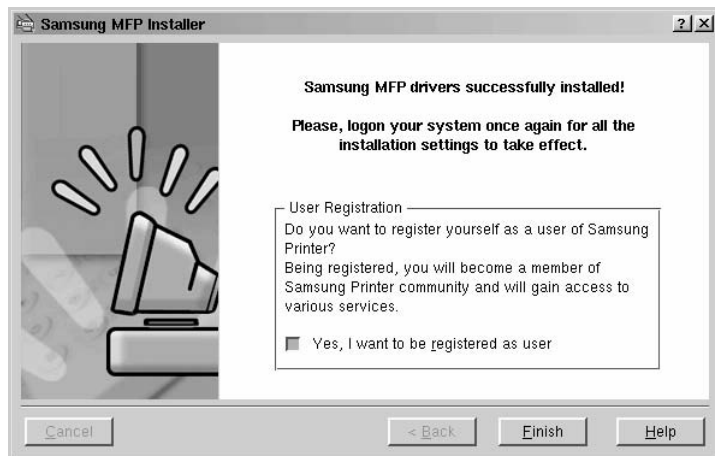 Samsung MFP Installer
Samsung MFP drivers successfully installed!
Please, logon your system once again for all the
installation settings to take effect.
User Registration
Do you want to register yourself as a user of Samsung
Printer?
Being registered, you will become a member of
Samsung Printer community and will gain access to
various services.
Yes, I want to be registered as user
Cancel
< Back
Finish
Help